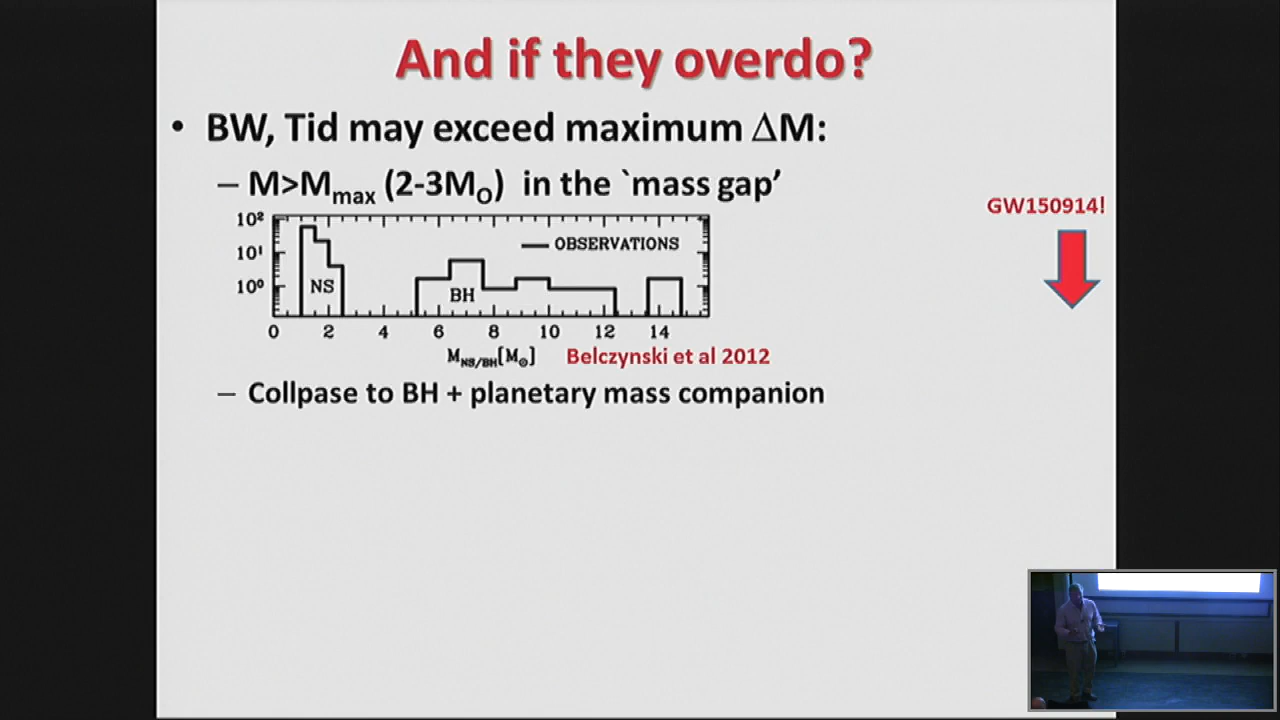 And if they overdo?
• BW, Tid may exceed maximum ΔM:
– M>Mmax (2-3MO) in the `mass gap’
GW150914!
10²
10¹
10⁰
OBSERVATIONS
NS
BH
0 2 4 6 8 10 12 14
MNS/BH[M⊙]
Belczynski et al 2012
– Collpase to BH + planetary mass companion